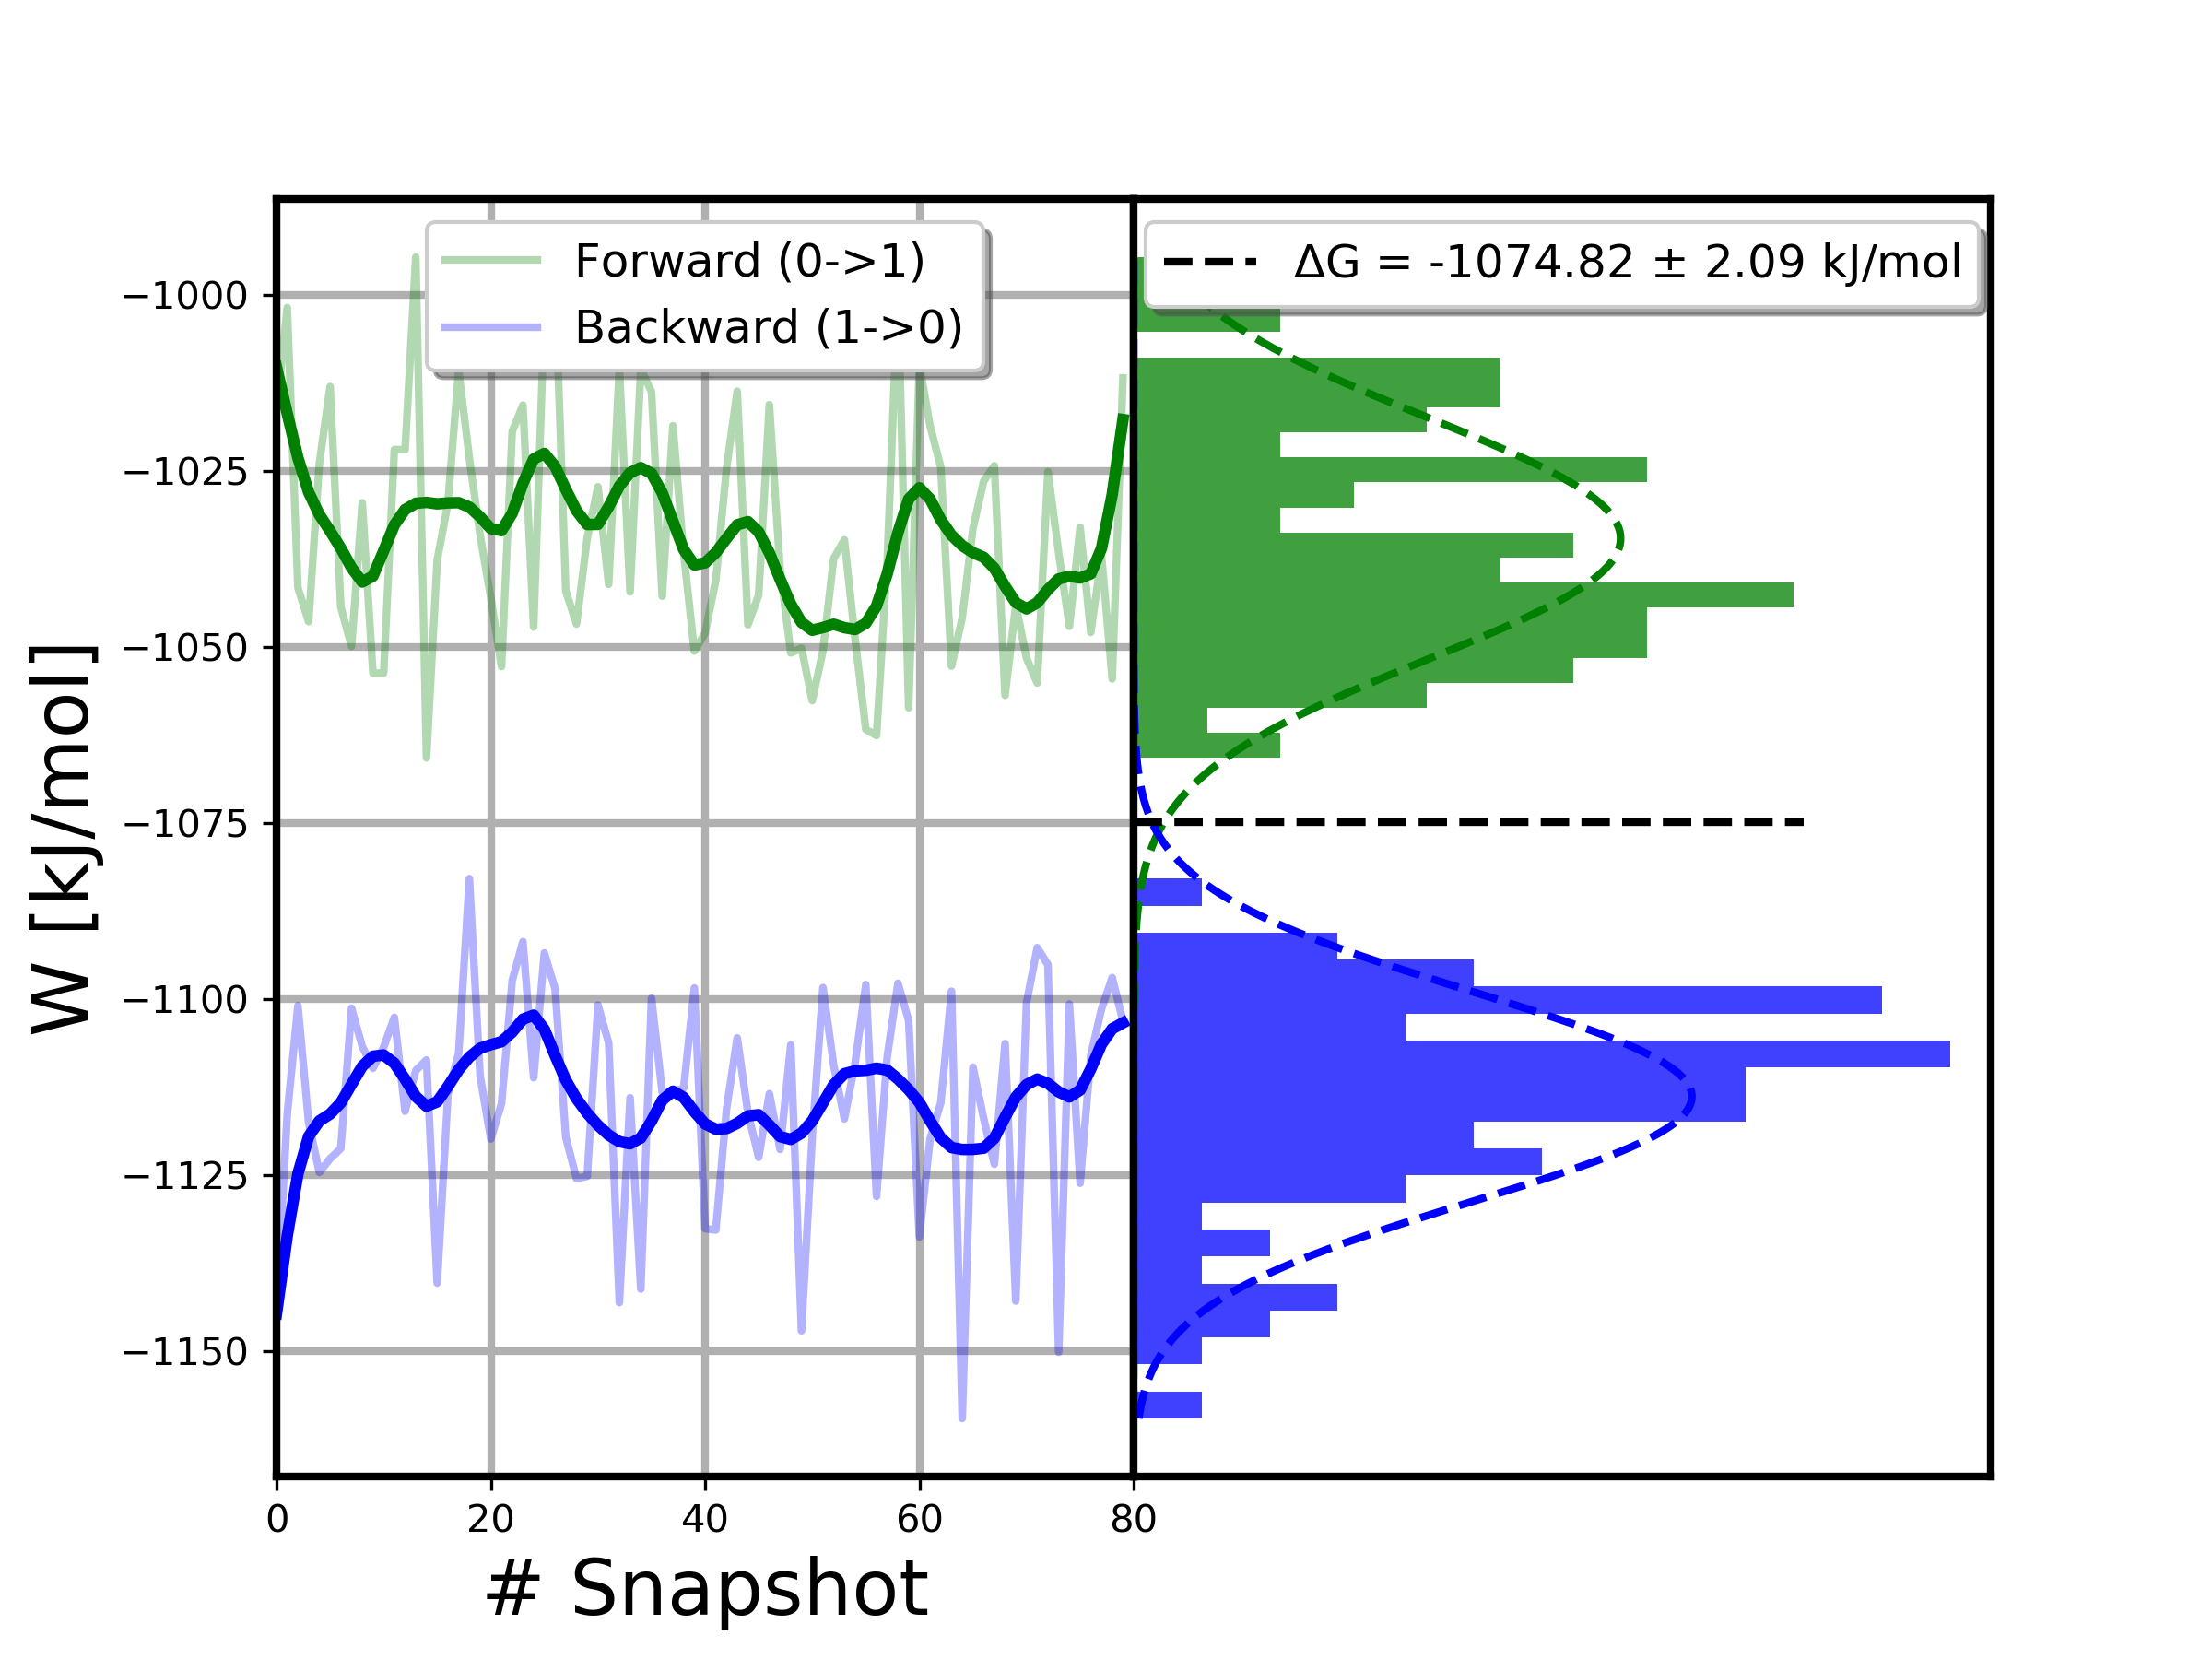 Forward (0->1)
Backward (1->0)
ΔG = -1074.82 ± 2.09 kJ/mol
W [kJ/mol]
−1000
−1025
−1050
−1075
−1100
−1125
−1150
0 20 40 60 80
# Snapshot